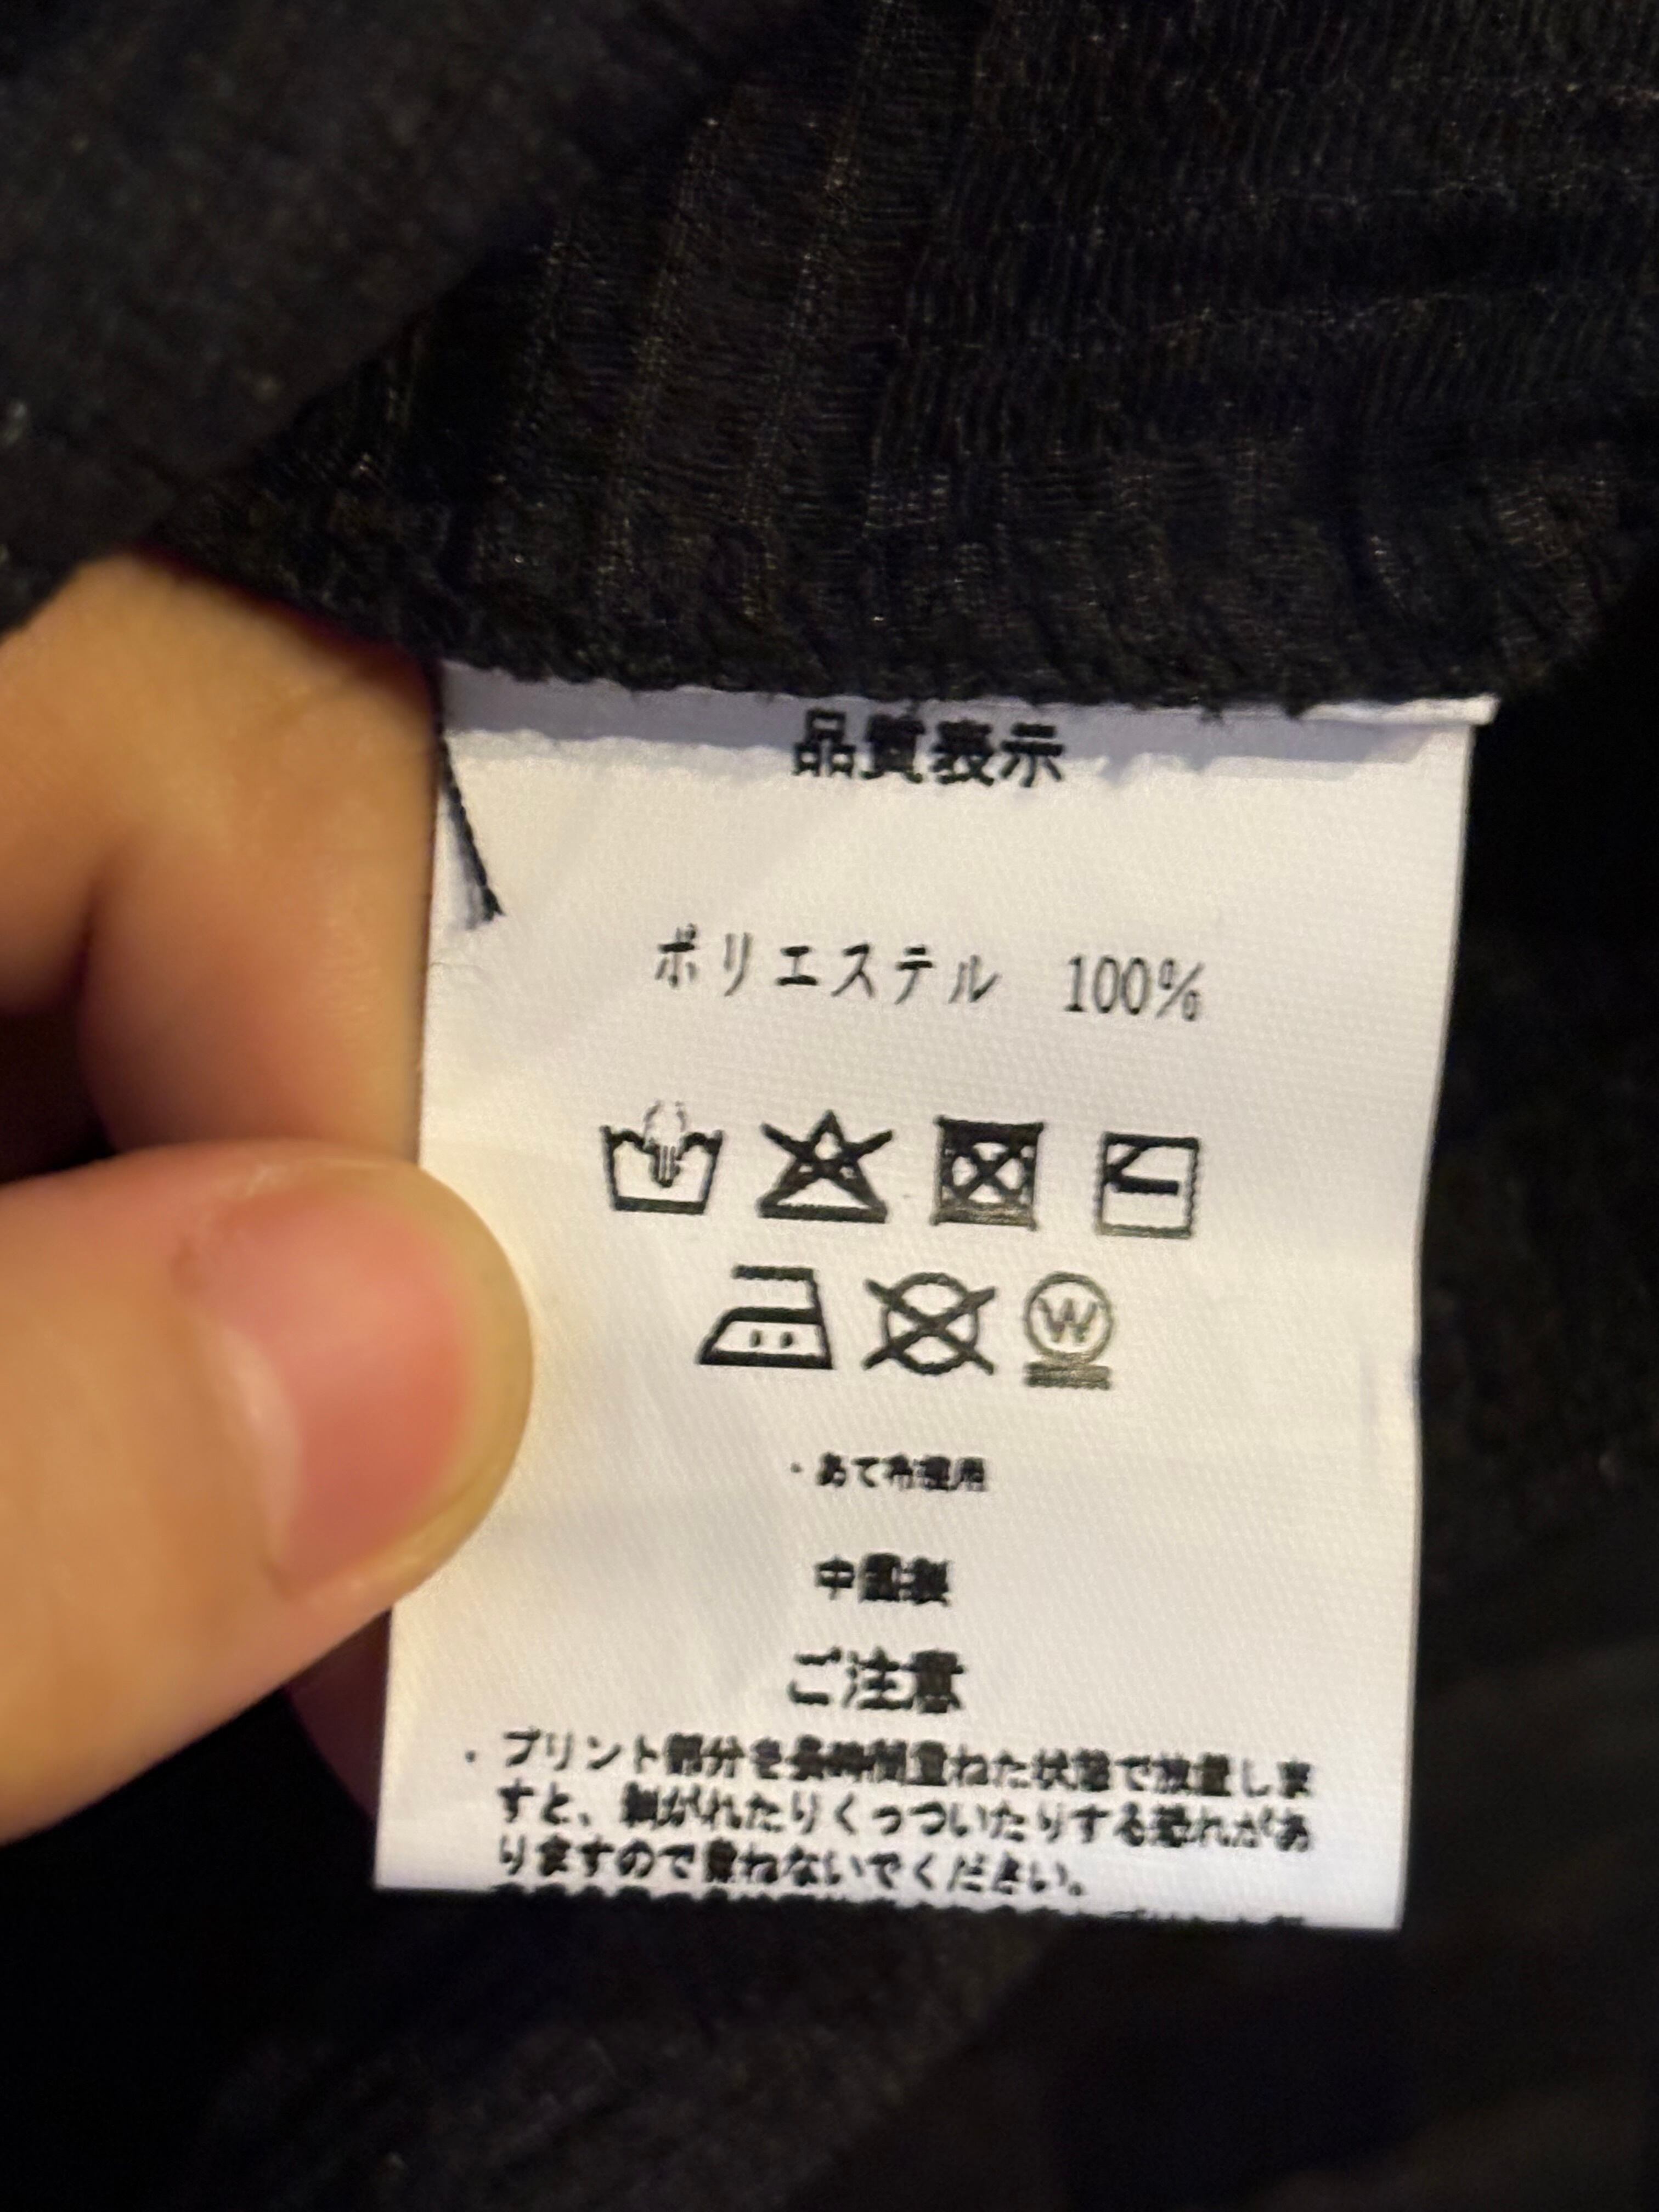 品質表示
ポリエステル 100%
W
・あて布使用
中国製
ご注意
・プリント部分を長時間重ねた状態で放置しま
すと、剥がれたりくっついたりする恐れがあ
りますので重ねないでください。